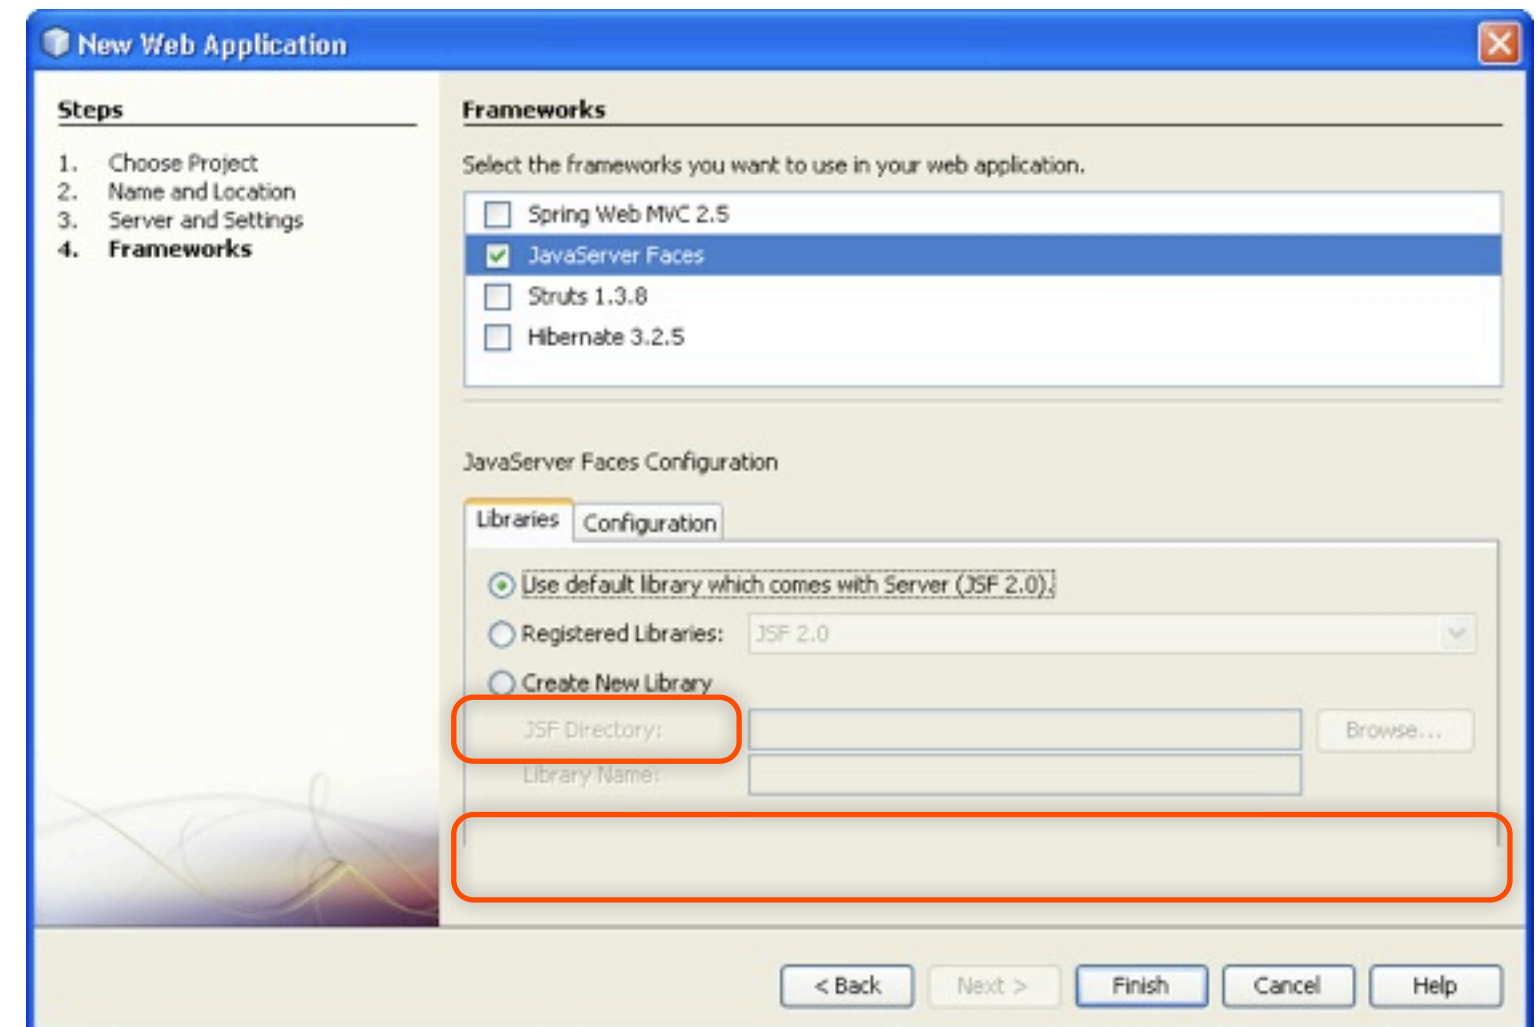 New Web Application
Steps
1. Choose Project
2. Name and Location
3. Server and Settings
4. Frameworks
Frameworks
Select the frameworks you want to use in your web application.
Spring Web MVC 2.5
JavaServer Faces
Struts 1.3.8
Hibernate 3.2.5
JavaServer Faces Configuration
Libraries Configuration
Use default library which comes with Server (JSF 2.0).
Registered Libraries: JSF 2.0
Create New Library
JSF Directory: Browse...
Library Name:
< Back Next > Finish Cancel Help